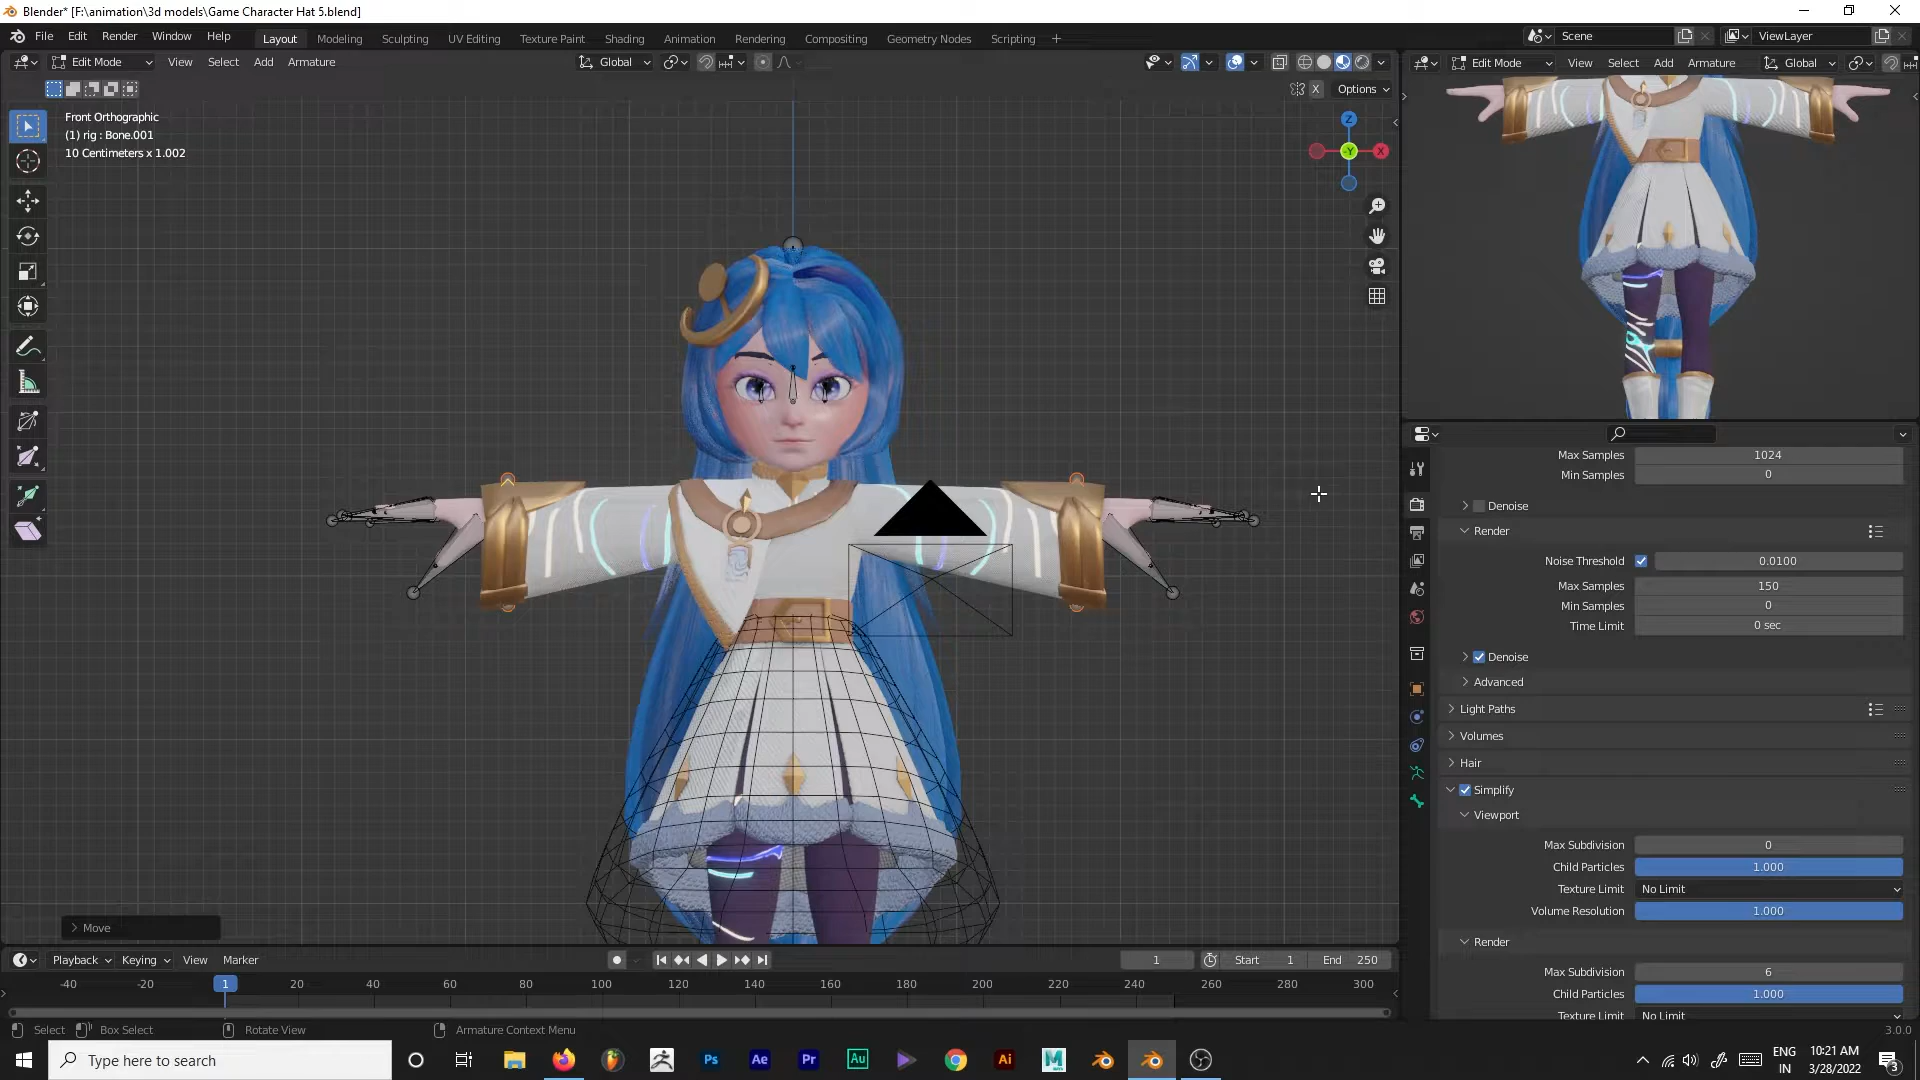 Blender* [F:\animation\3d models\Game Character Hat 5.blend]
File Edit Render Window Help Layout Modeling Sculpting UV Editing Texture Paint Shading Animation Rendering Compositing Geometry Nodes Scripting + Scene ViewLayer
Edit Mode View Select Add Armature Global
Edit Mode View Select Add Armature Global
X Options
Front Orthographic
(1) rig : Bone.001
10 Centimeters x 1.002
Z
-Y X
Max Samples 1024
Min Samples 0
Denoise
Render
Noise Threshold 0.0100
Max Samples 150
Min Samples 0
Time Limit 0 sec
Denoise
Advanced
Light Paths
Volumes
Hair
Simplify
Viewport
Max Subdivision 0
Child Particles 1.000
Texture Limit No Limit
Volume Resolution 1.000
Render
Max Subdivision 6
Child Particles 1.000
Texture Limit No Limit
Move
Playback Keying View Marker 1 Start 1 End 250
-40 -20 1 20 40 60 80 100 120 140 160 180 200 220 240 260 280 300
Select Box Select Rotate View Armature Context Menu 3.0.0
Type here to search
Ps Ae Pr Au Ai M
ENG
IN
10:21 AM
3/28/2022
3